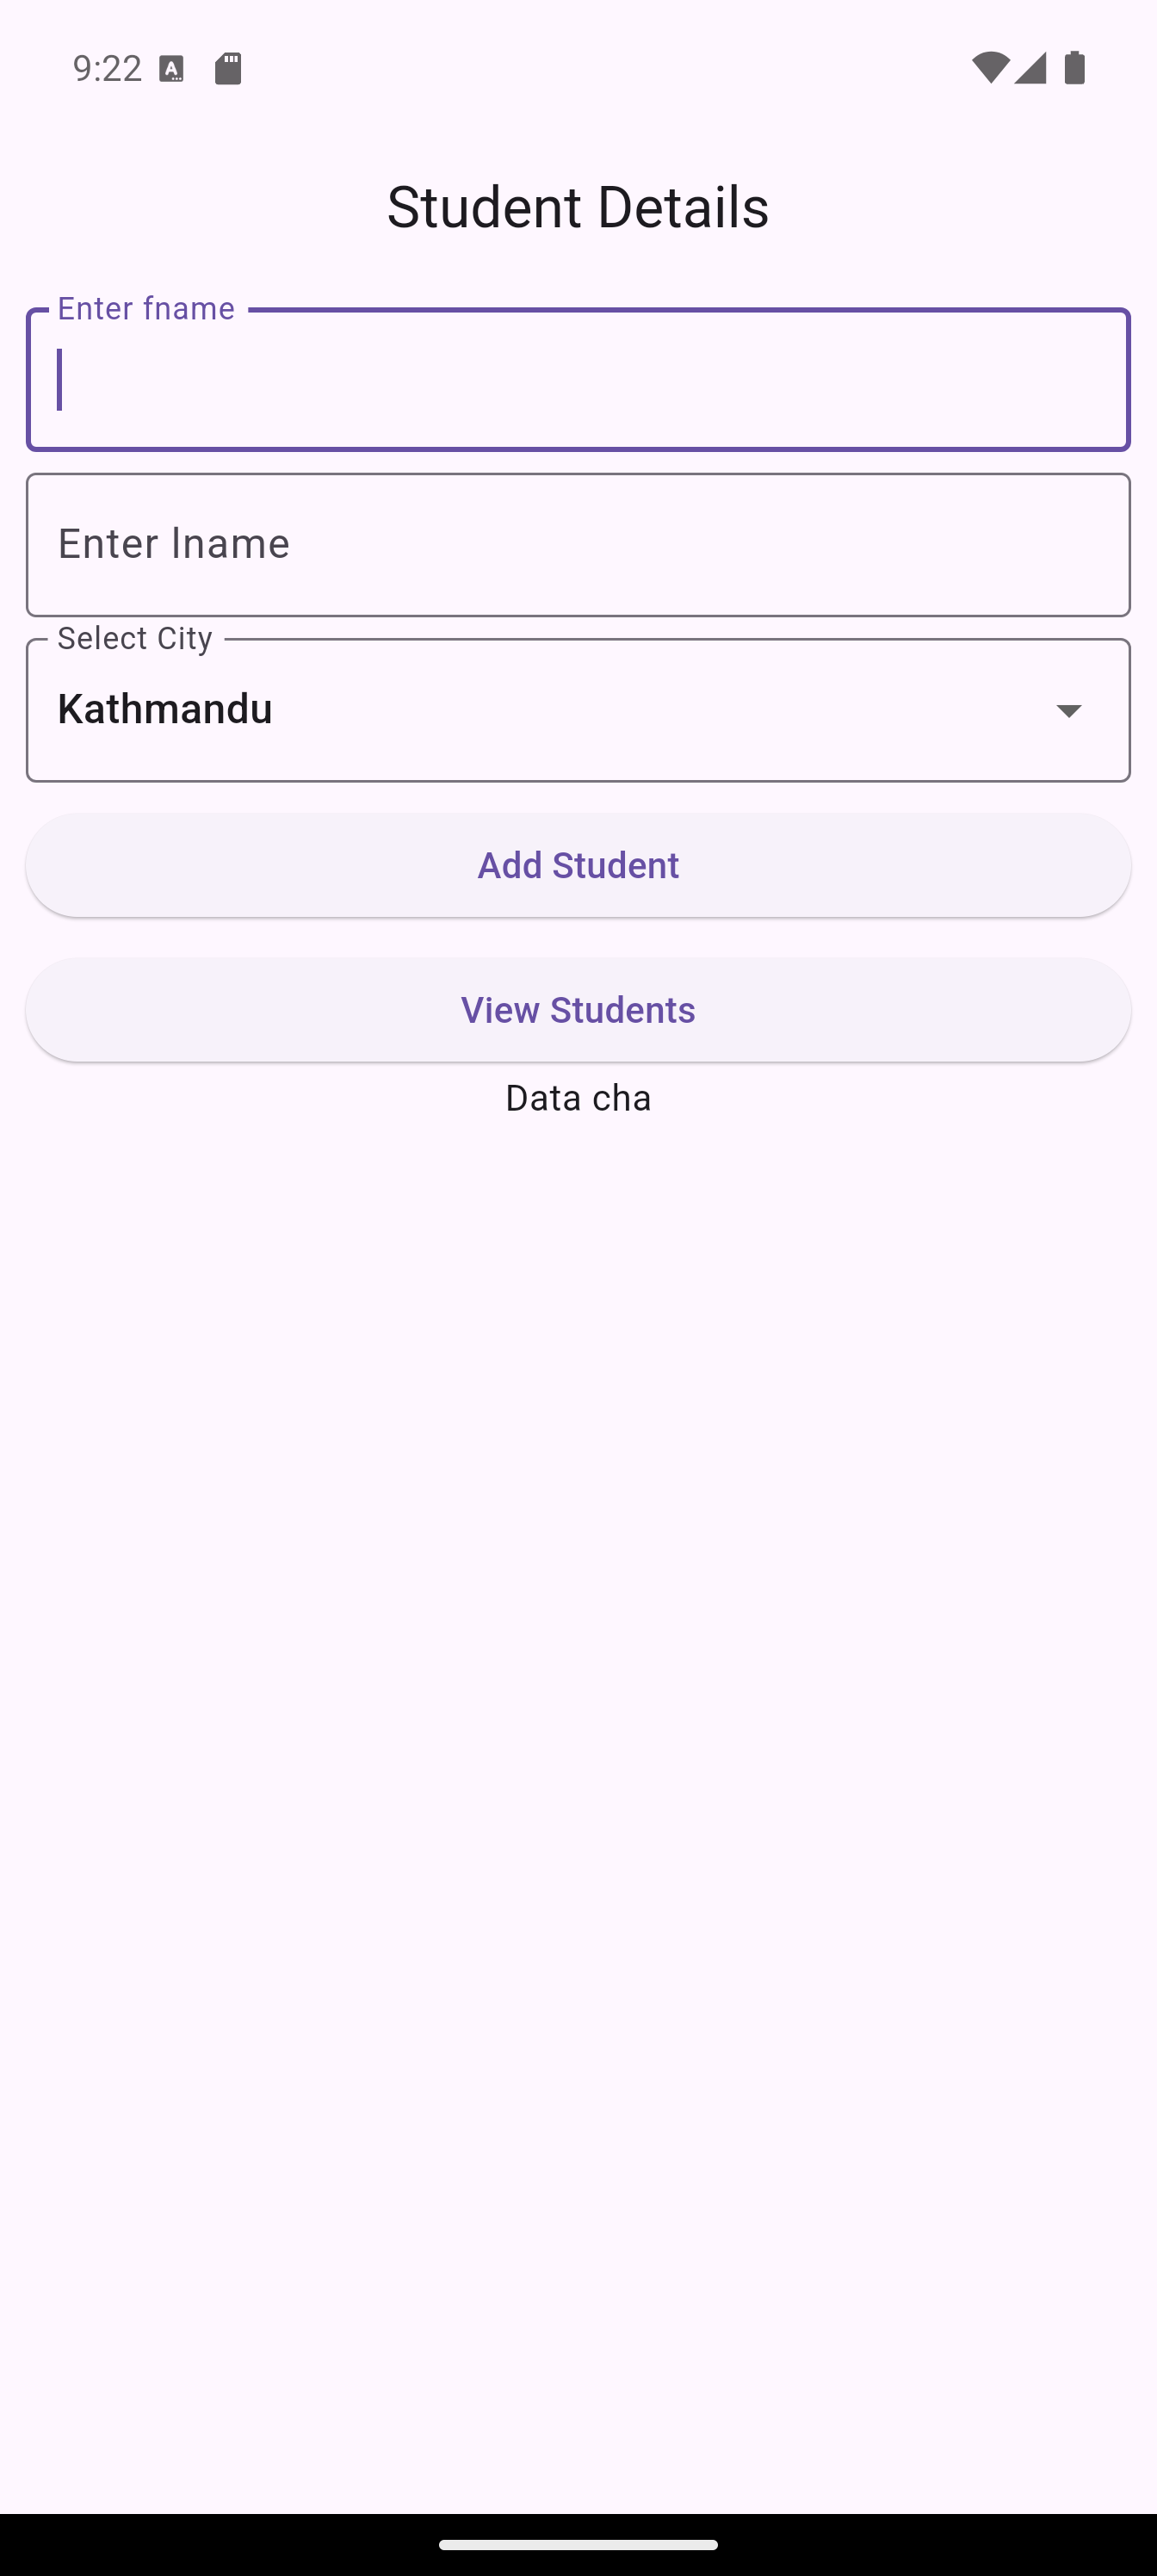 9:22
Student Details
Enter fname
Enter lname
Select City
Kathmandu
Add Student
View Students
Data cha